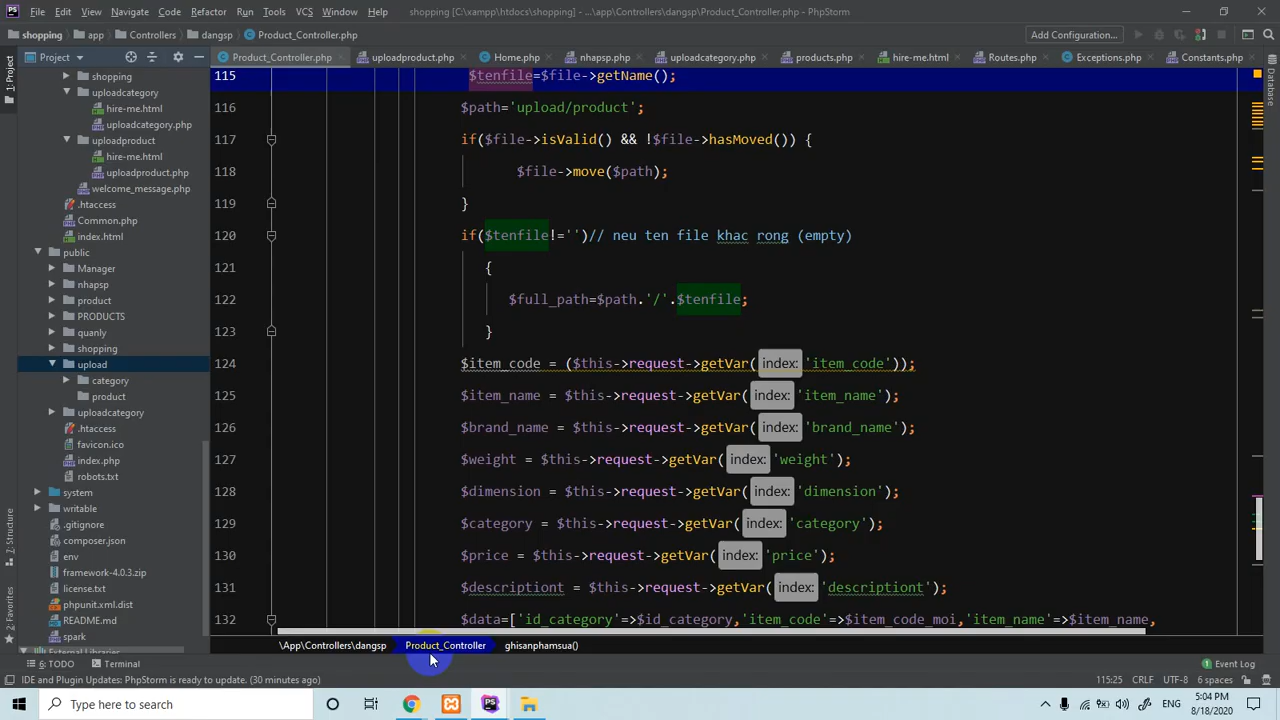 File Edit View Navigate Code Refactor Run Tools VCS Window Help shopping [C:\xampp\htdocs\shopping] - ...\app\Controllers\dangsp\Product_Controller.php - PhpStorm
shopping app Controllers dangsp Product_Controller.php Add Configuration...
Project Product_Controller.php uploadproduct.php Home.php nhapsp.php uploadcategory.php products.php hire-me.html Routes.php Exceptions.php Constants.php
1: Project
7: Structure
2: Favorites
Database
shopping
uploadcategory
hire-me.html
uploadcategory.php
uploadproduct
hire-me.html
uploadproduct.php
welcome_message.php
.htaccess
Common.php
index.html
public
Manager
nhapsp
product
PRODUCTS
quanly
shopping
upload
category
product
uploadcategory
.htaccess
favicon.ico
index.php
robots.txt
system
writable
.gitignore
composer.json
env
framework-4.0.3.zip
license.txt
phpunit.xml.dist
README.md
spark
External Libraries
115 $tenfile=$file->getName();
116 $path='upload/product';
117 if($file->isValid() && !$file->hasMoved()) {
118 $file->move($path);
119 }
120 if($tenfile!='')// neu ten file khac rong (empty)
121 {
122 $full_path=$path.'/'.$tenfile;
123 }
124 $item_code = ($this->request->getVar( index: 'item_code'));
125 $item_name = $this->request->getVar( index: 'item_name');
126 $brand_name = $this->request->getVar( index: 'brand_name');
127 $weight = $this->request->getVar( index: 'weight');
128 $dimension = $this->request->getVar( index: 'dimension');
129 $category = $this->request->getVar( index: 'category');
130 $price = $this->request->getVar( index: 'price');
131 $descriptiont = $this->request->getVar( index: 'descriptiont');
132 $data=['id_category'=>$id_category,'item_code'=>$item_code_moi,'item_name'=>$item_name,
\App\Controllers\dangsp Product_Controller ghisanphamsua()
6: TODO Terminal Event Log
IDE and Plugin Updates: PhpStorm is ready to update. (30 minutes ago) 115:25 CRLF UTF-8 6 spaces
Type here to search 5:04 PM
8/18/2020